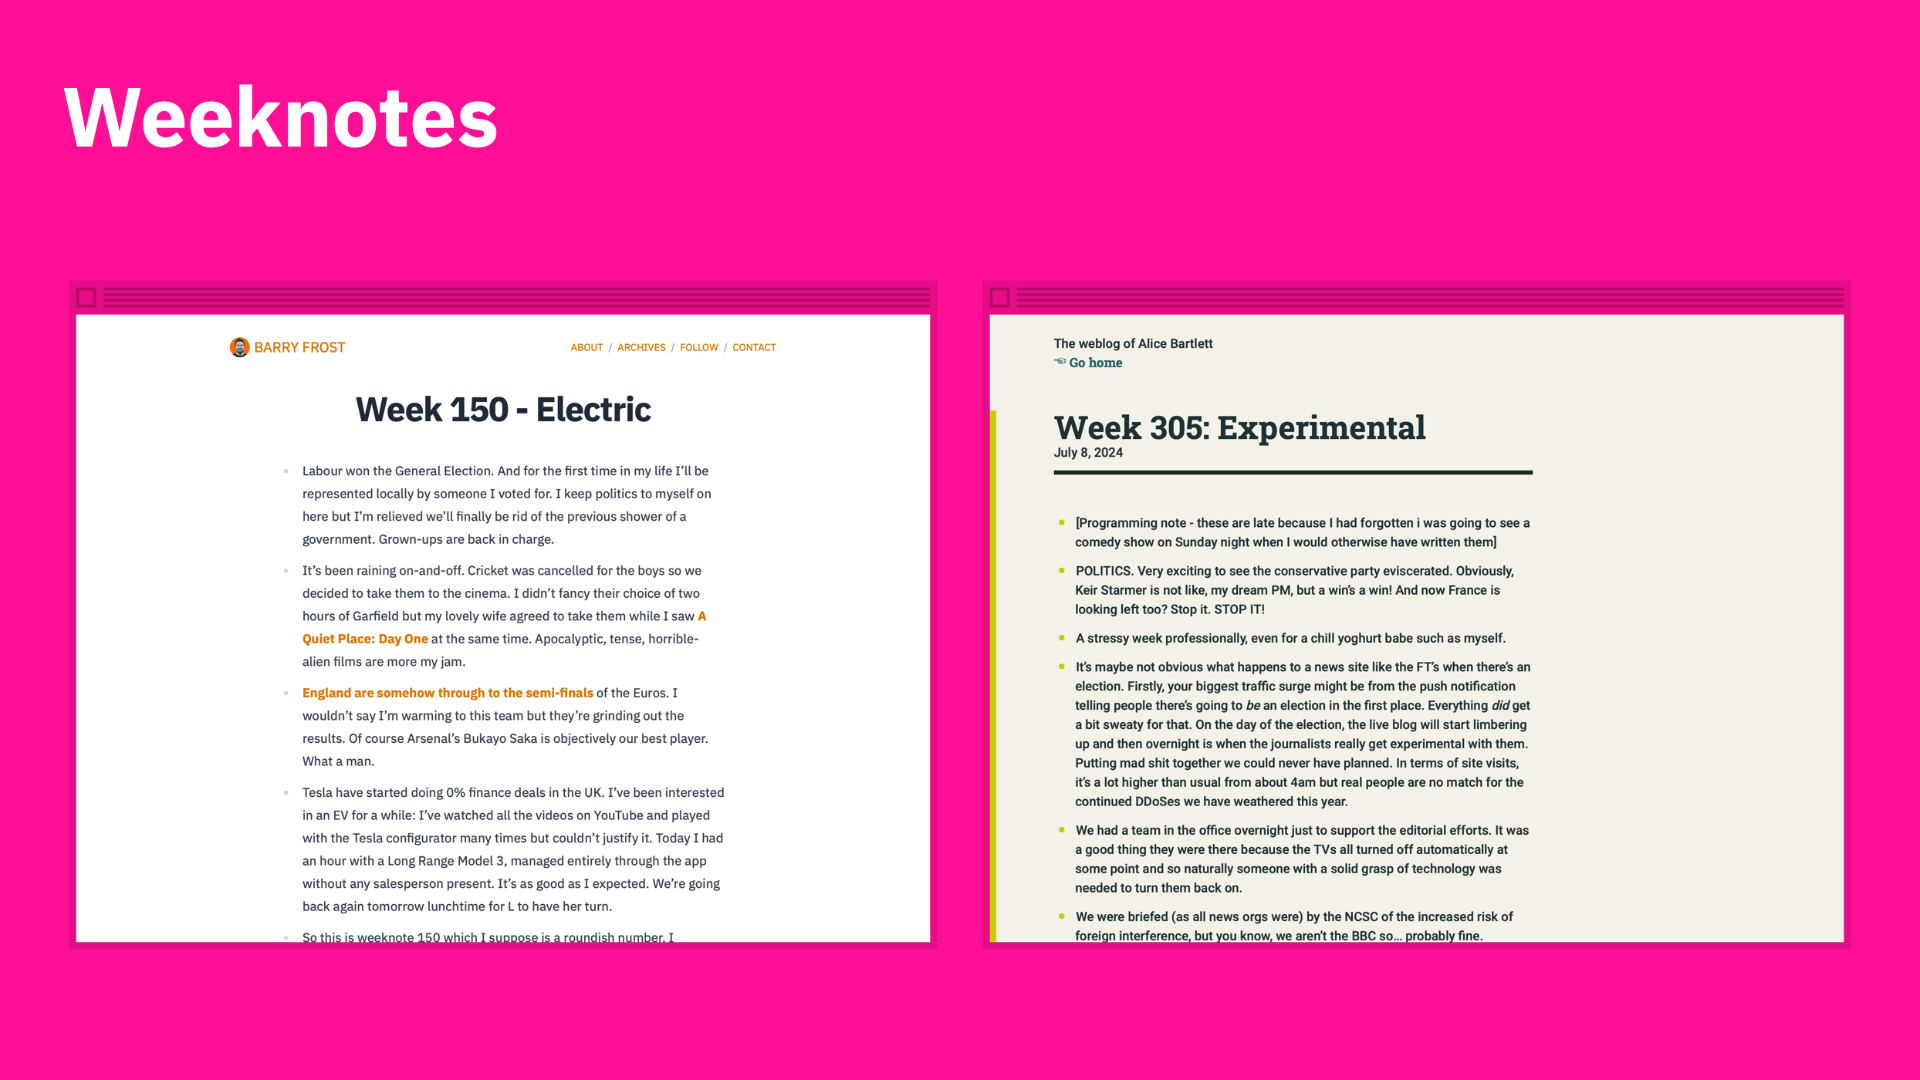 Weeknotes
BARRY FROST
ABOUT / ARCHIVES / FOLLOW / CONTACT
Week 150 - Electric
Labour won the General Election. And for the first time in my life I’ll be
represented locally by someone I voted for. I keep politics to myself on
here but I’m relieved we’ll finally be rid of the previous shower of a
government. Grown-ups are back in charge.
It’s been raining on-and-off. Cricket was cancelled for the boys so we
decided to take them to the cinema. I didn’t fancy their choice of two
hours of Garfield but my lovely wife agreed to take them while I saw A
Quiet Place: Day One at the same time. Apocalyptic, tense, horrible-
alien films are more my jam.
England are somehow through to the semi-finals of the Euros. I
wouldn’t say I’m warming to this team but they’re grinding out the
results. Of course Arsenal’s Bukayo Saka is objectively our best player.
What a man.
Tesla have started doing 0% finance deals in the UK. I’ve been interested
in an EV for a while: I’ve watched all the videos on YouTube and played
with the Tesla configurator many times but couldn’t justify it. Today I had
an hour with a Long Range Model 3, managed entirely through the app
without any salesperson present. It’s as good as I expected. We’re going
back again tomorrow lunchtime for L to have her turn.
So this is weeknote 150 which I suppose is a roundish number. I
The weblog of Alice Bartlett
☜ Go home
Week 305: Experimental
July 8, 2024
[Programming note - these are late because I had forgotten i was going to see a
comedy show on Sunday night when I would otherwise have written them]
POLITICS. Very exciting to see the conservative party eviscerated. Obviously,
Keir Starmer is not like, my dream PM, but a win’s a win! And now France is
looking left too? Stop it. STOP IT!
A stressy week professionally, even for a chill yoghurt babe such as myself.
It’s maybe not obvious what happens to a news site like the FT’s when there’s an
election. Firstly, your biggest traffic surge might be from the push notification
telling people there’s going to be an election in the first place. Everything did get
a bit sweaty for that. On the day of the election, the live blog will start limbering
up and then overnight is when the journalists really get experimental with them.
Putting mad shit together we could never have planned. In terms of site visits,
it’s a lot higher than usual from about 4am but real people are no match for the
continued DDoSes we have weathered this year.
We had a team in the office overnight just to support the editorial efforts. It was
a good thing they were there because the TVs all turned off automatically at
some point and so naturally someone with a solid grasp of technology was
needed to turn them back on.
We were briefed (as all news orgs were) by the NCSC of the increased risk of
foreign interference, but you know, we aren’t the BBC so… probably fine.